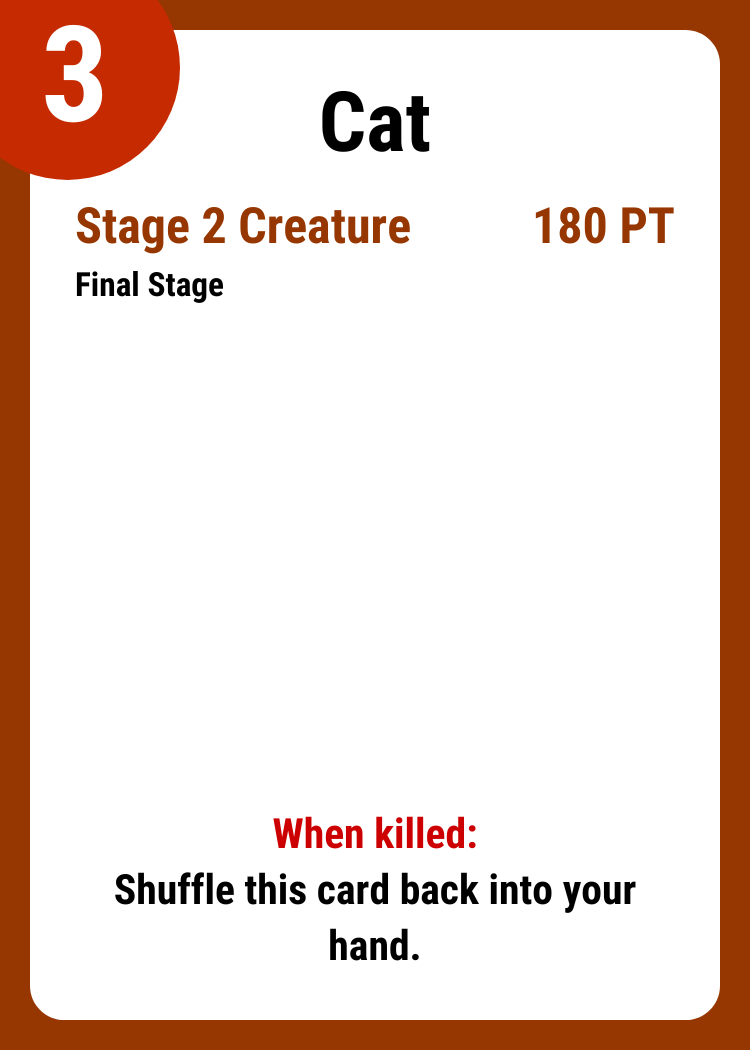 3
Cat
Stage 2 Creature 180 PT
Final Stage
When killed:
Shuffle this card back into your
hand.